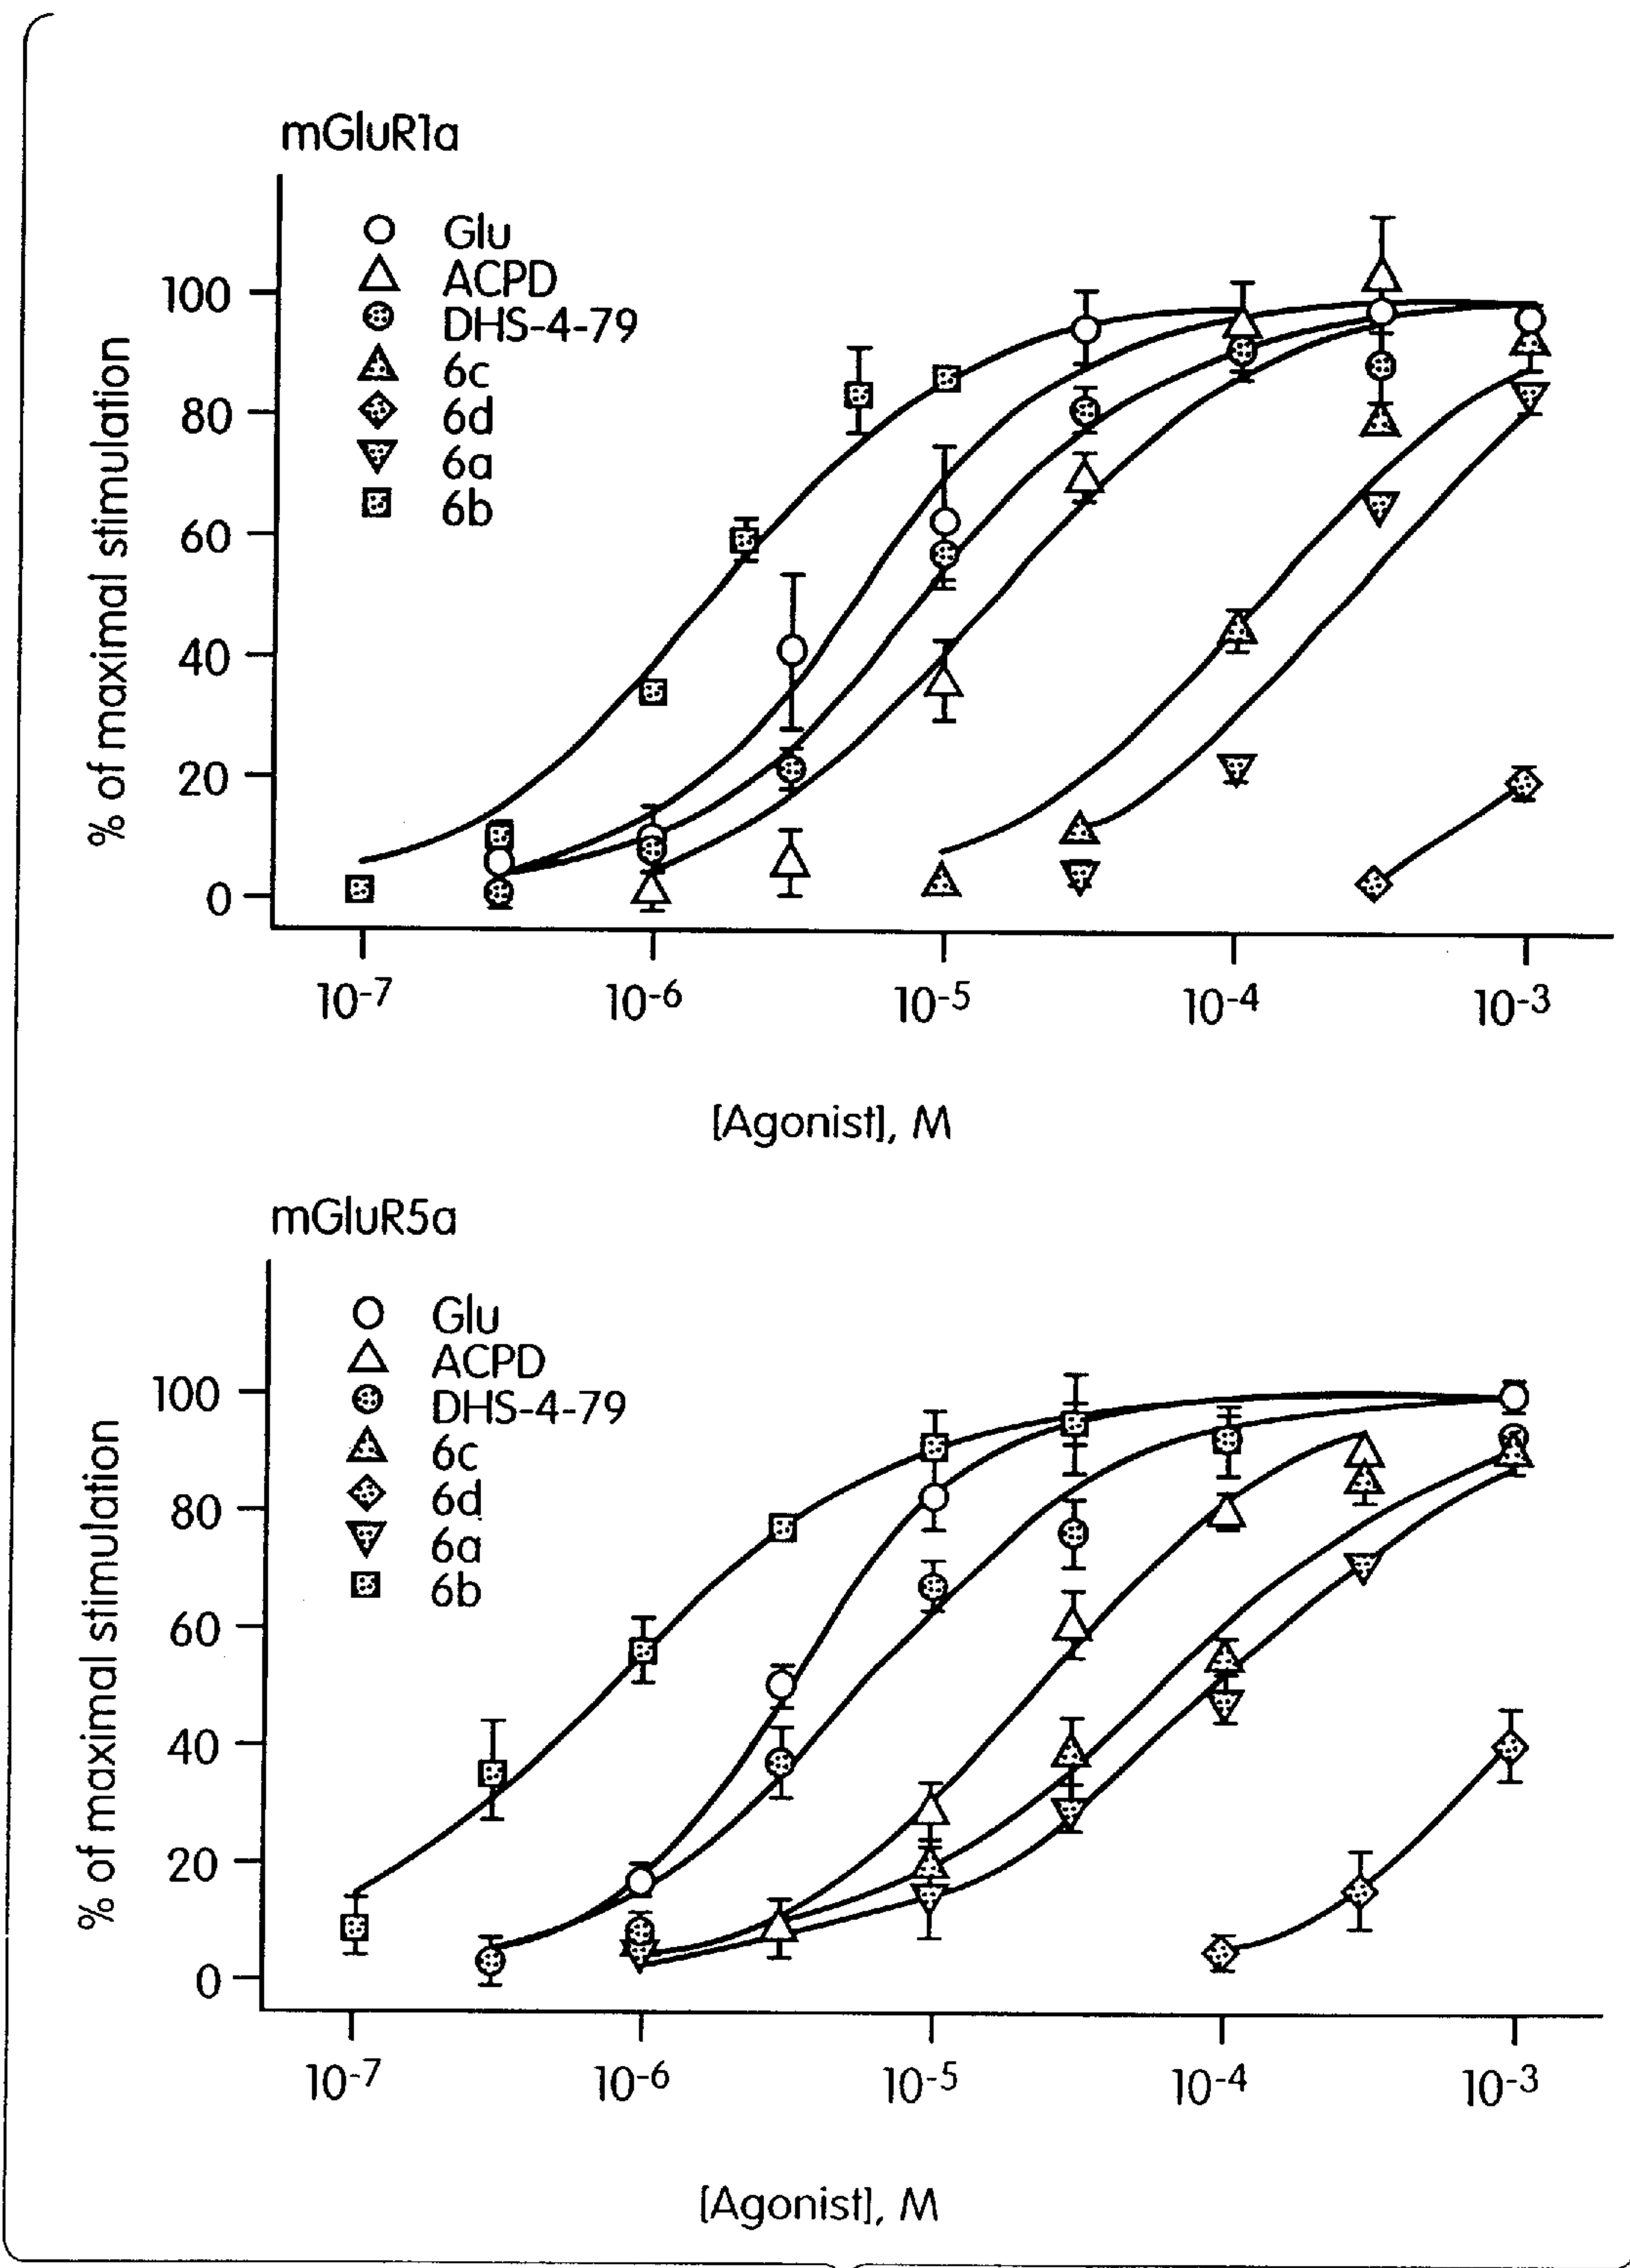 mGluR1a
Glu
ACPD
DHS-4-79
6c
6d
6a
6b
100
80
60
40
20
0
% of maximal stimulation
10-7 10-6 10-5 10-4 10-3
[Agonist], M
mGluR5a
Glu
ACPD
DHS-4-79
6c
6d
6a
6b
100
80
60
40
20
0
% of maximal stimulation
10-7 10-6 10-5 10-4 10-3
[Agonist], M